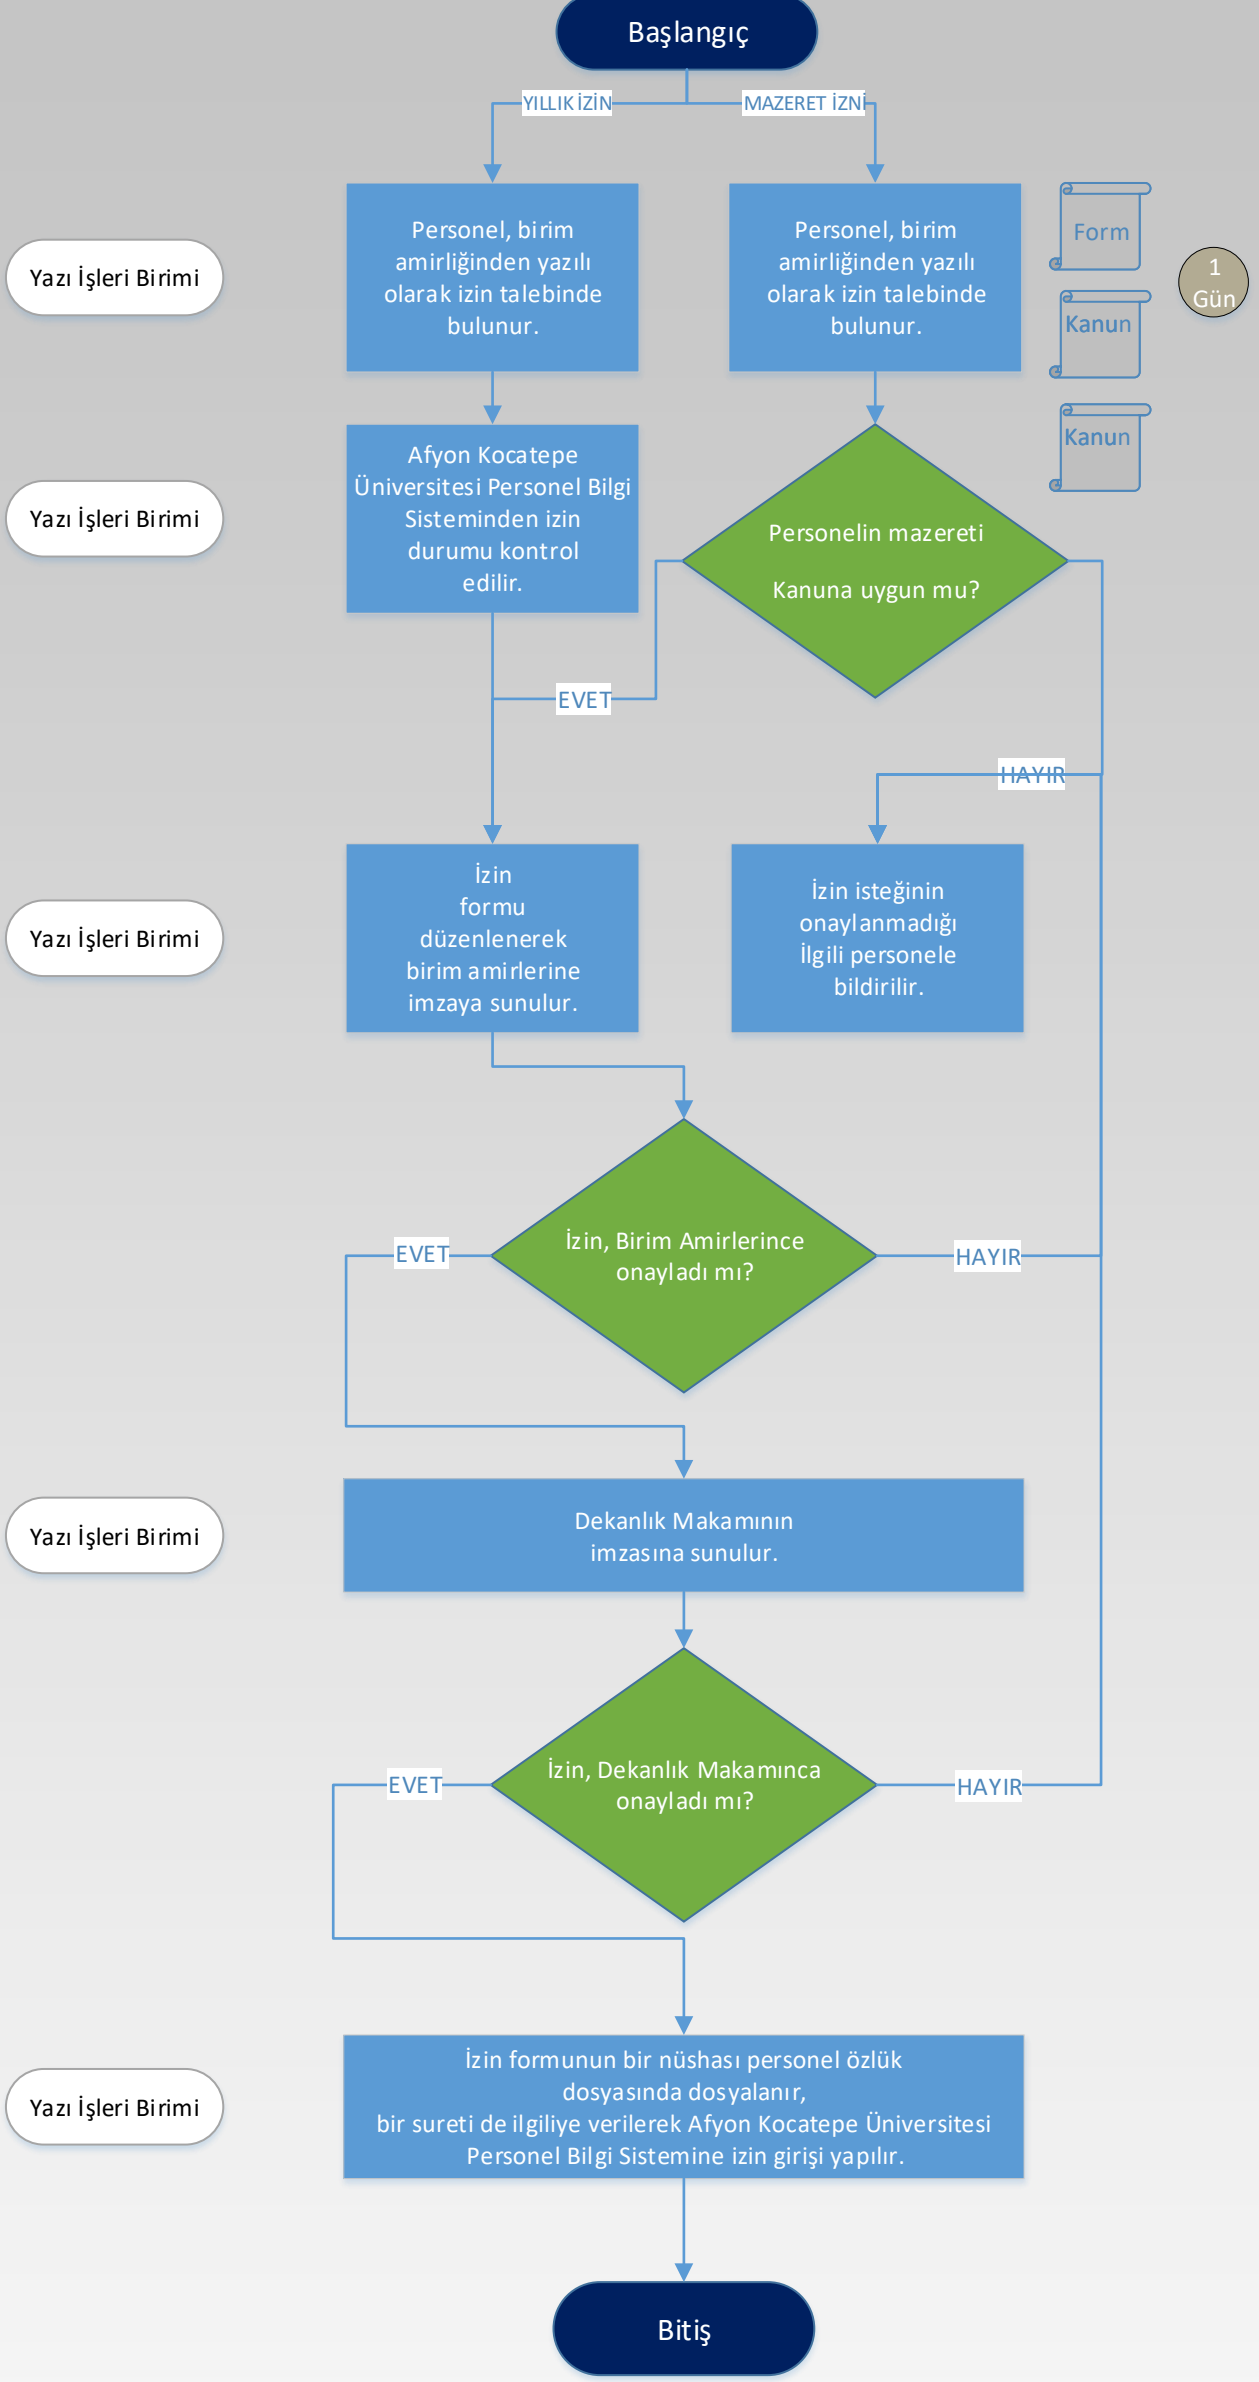 Başlangıç
YILLIK İZİN
MAZERET İZNİ
Yazı İşleri Birimi
Personel, birim
amirliğinden yazılı
olarak izin talebinde
bulunur.
Personel, birim
amirliğinden yazılı
olarak izin talebinde
bulunur.
Form
Kanun
1
Gün
Kanun
Yazı İşleri Birimi
Afyon Kocatepe
Üniversitesi Personel Bilgi
Sisteminden izin
durumu kontrol
edilir.
Personelin mazereti
Kanuna uygun mu?
EVET
HAYIR
Yazı İşleri Birimi
İzin
formu
düzenlenerek
birim amirlerine
imzaya sunulur.
İzin isteğinin
onaylanmadığı
İlgili personele
bildirilir.
EVET
İzin, Birim Amirlerince
onayladı mı?
HAYIR
Yazı İşleri Birimi
Dekanlık Makamının
imzasına sunulur.
EVET
İzin, Dekanlık Makamınca
onayladı mı?
HAYIR
Yazı İşleri Birimi
İzin formunun bir nüshası personel özlük
dosyasında dosyalanır,
bir sureti de ilgiliye verilerek Afyon Kocatepe Üniversitesi
Personel Bilgi Sistemine izin girişi yapılır.
Bitiş